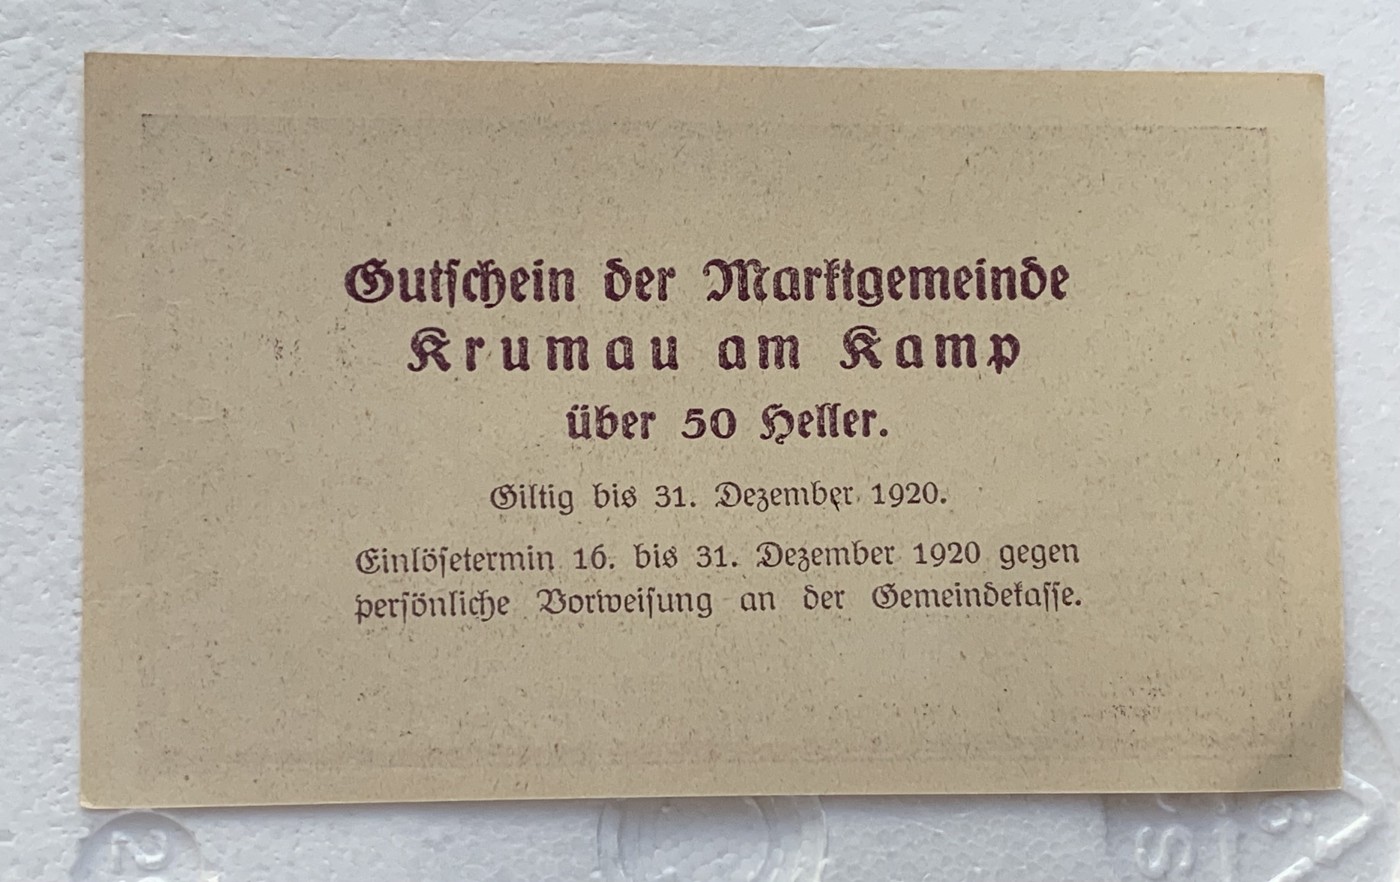 Gutschein der Marktgemeinde
Krumau am Kamp
über 50 Heller.
Giltig bis 31. Dezember 1920.
Einlösetermin 16. bis 31. Dezember 1920 gegen
persönliche Vorweisung an der Gemeindekasse.